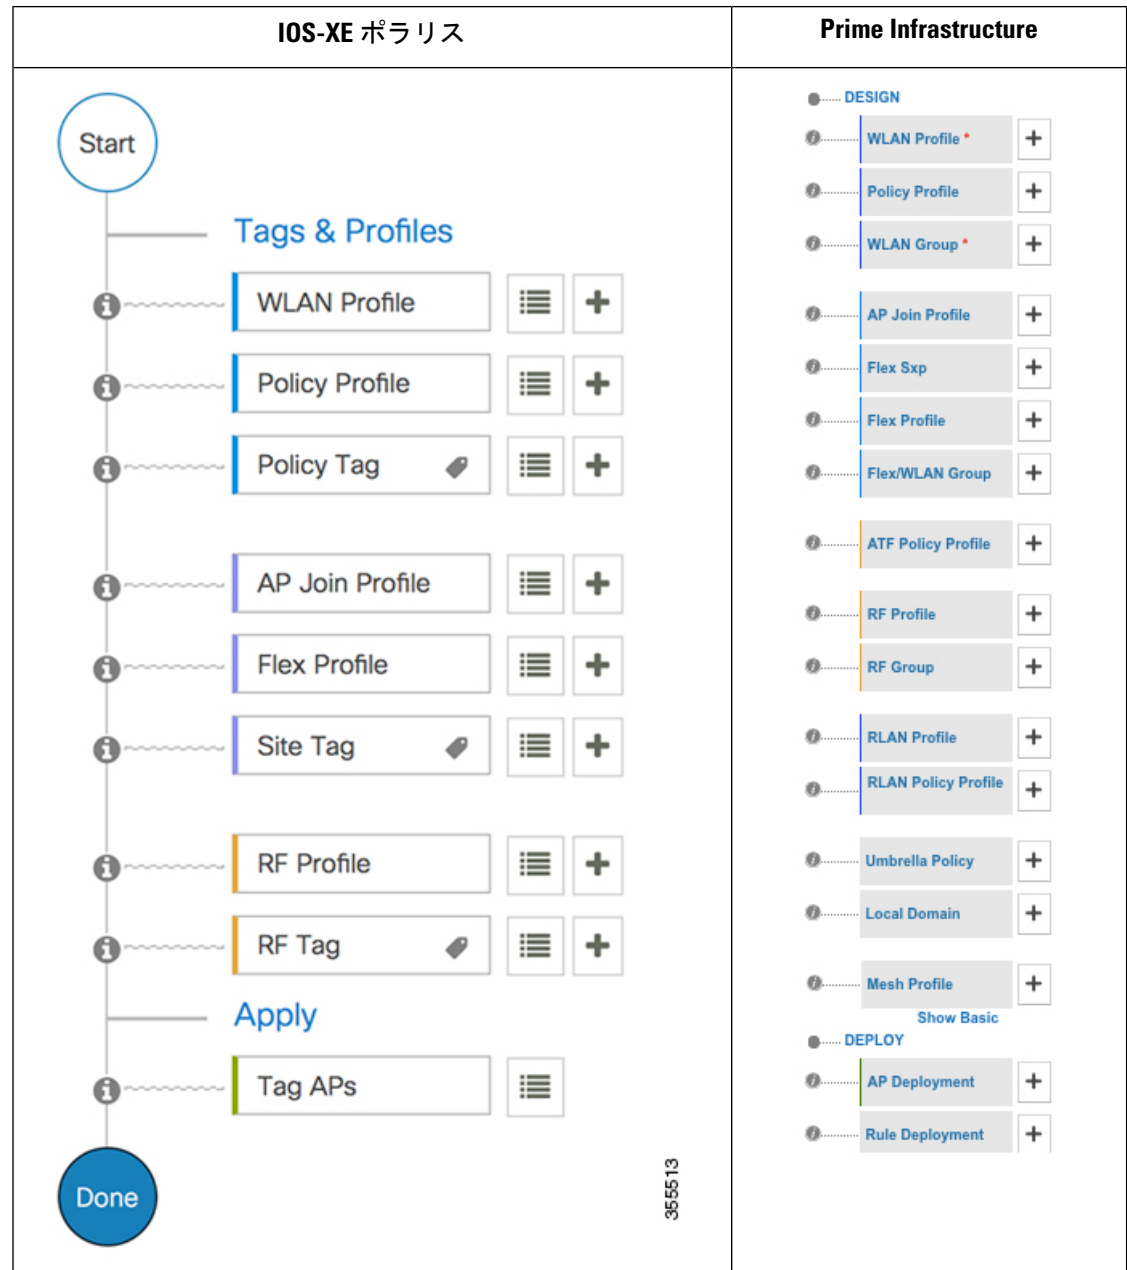 IOS-XE ポラリス
Start
Tags & Profiles
WLAN Profile
Policy Profile
Policy Tag
AP Join Profile
Flex Profile
Site Tag
RF Profile
RF Tag
Apply
Tag APs
Done
355513
Prime Infrastructure
DESIGN
WLAN Profile *
Policy Profile
WLAN Group *
AP Join Profile
Flex Sxp
Flex Profile
Flex/WLAN Group
ATF Policy Profile
RF Profile
RF Group
RLAN Profile
RLAN Policy Profile
Umbrella Policy
Local Domain
Mesh Profile
Show Basic
DEPLOY
AP Deployment
Rule Deployment